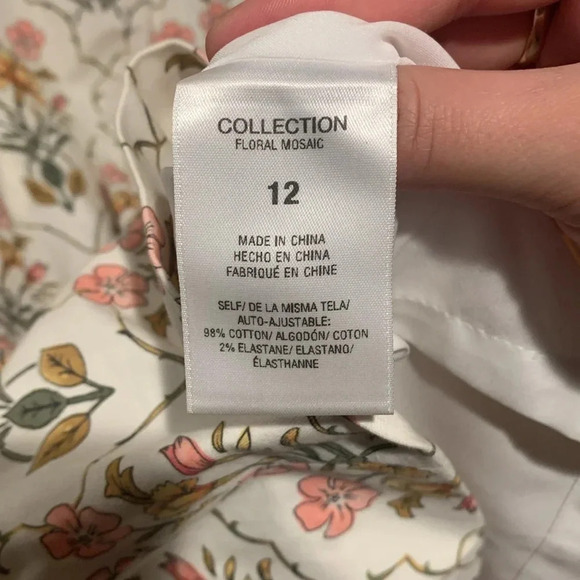 COLLECTION
FLORAL MOSAIC
12
MADE IN CHINA
HECHO EN CHINA
FABRIQUÉ EN CHINE
SELF/ DE LA MISMA TELA/
AUTO-AJUSTABLE:
98% COTTON/ ALGODÓN/ COTON
2% ELASTANE/ ELASTANO/
ÉLASTHANNE